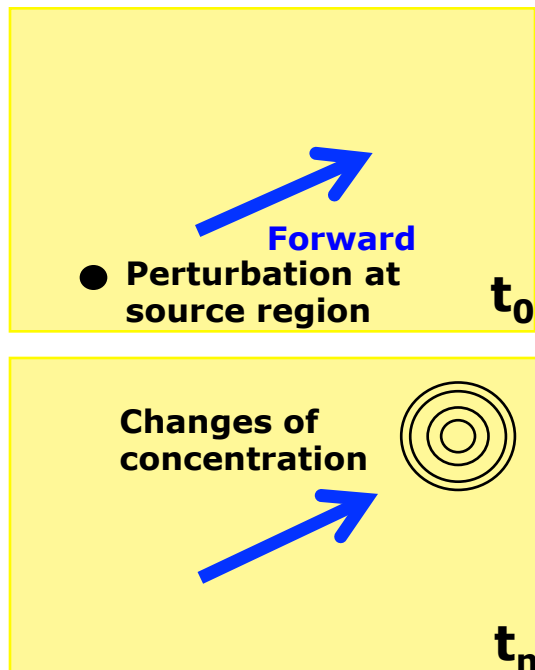 Forward
Perturbation at
source region
t₀
Changes of
concentration
tₙ